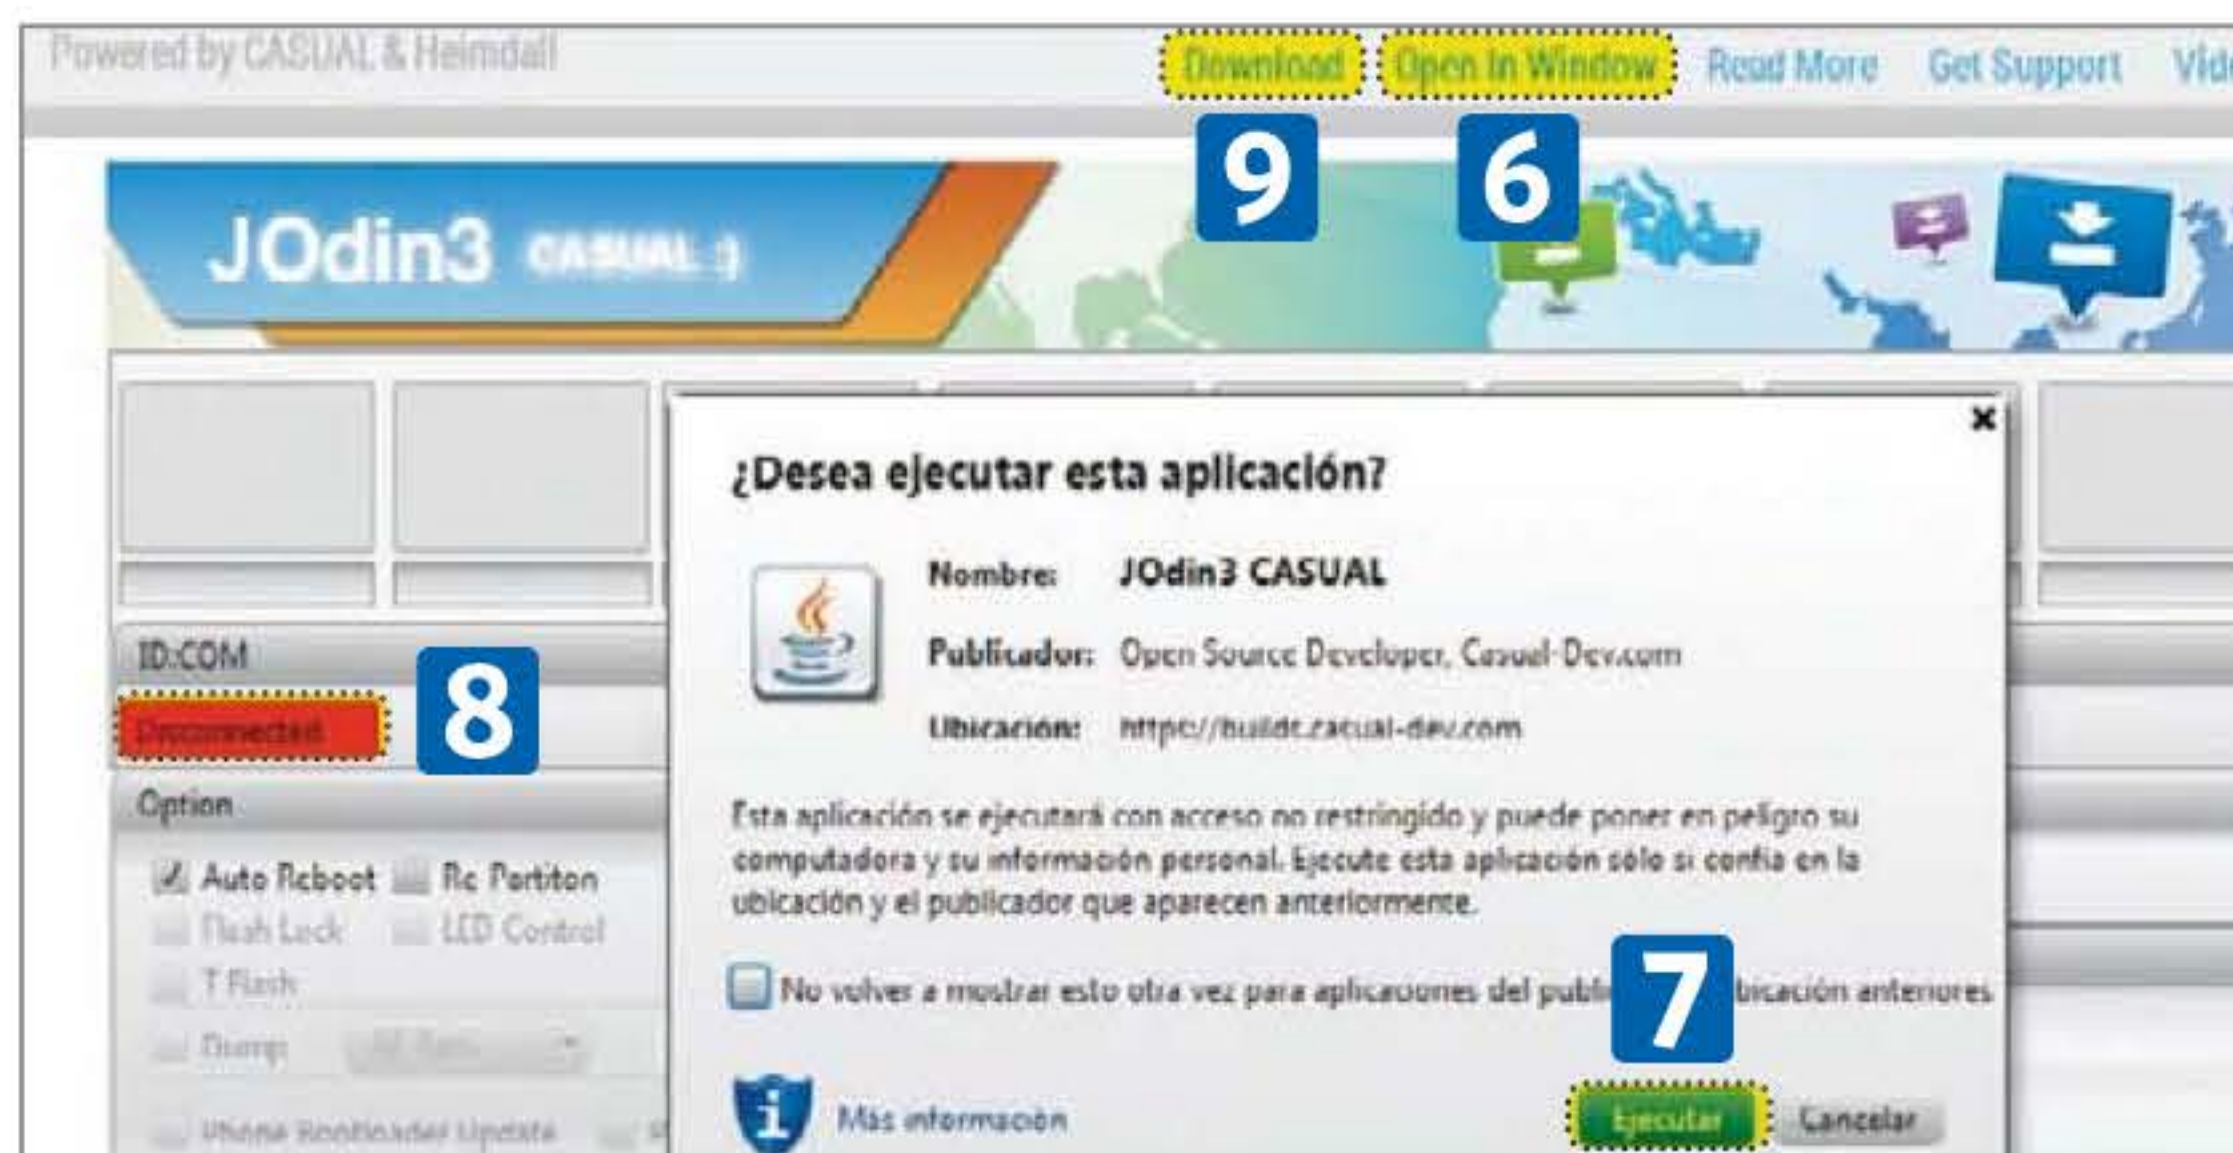 Powered by CASUAL & Heimdall
Download Open In Window Read More Get Support
9 6
JOdin3 CASUAL :)
¿Desea ejecutar esta aplicación?
Nombre: JOdin3 CASUAL
Publicador: Open Source Developer, Casual-Dev.com
Ubicación: https://builds.casual-dev.com
ID:COM
Disconnected
8
Option
Auto Reboot Re Partiton
Flash Lock LED Control
T Flash
Dump
Phone Bootloader Update
Esta aplicación se ejecutará con acceso no restringido y puede poner en peligro su
computadora y su información personal. Ejecute esta aplicación sólo si confía en la
ubicación y el publicador que aparecen anteriormente.
No volver a mostrar esto otra vez para aplicaciones del anteriores
7
i
Más información
Ejecutar Cancelar